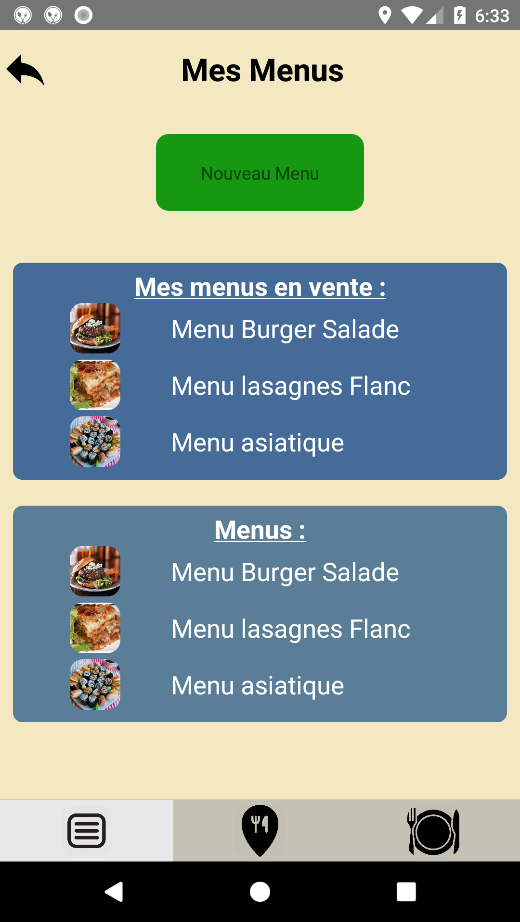 6:33
Mes Menus
Nouveau Menu
Mes menus en vente :
Menu Burger Salade
Menu lasagnes Flanc
Menu asiatique
Menus :
Menu Burger Salade
Menu lasagnes Flanc
Menu asiatique